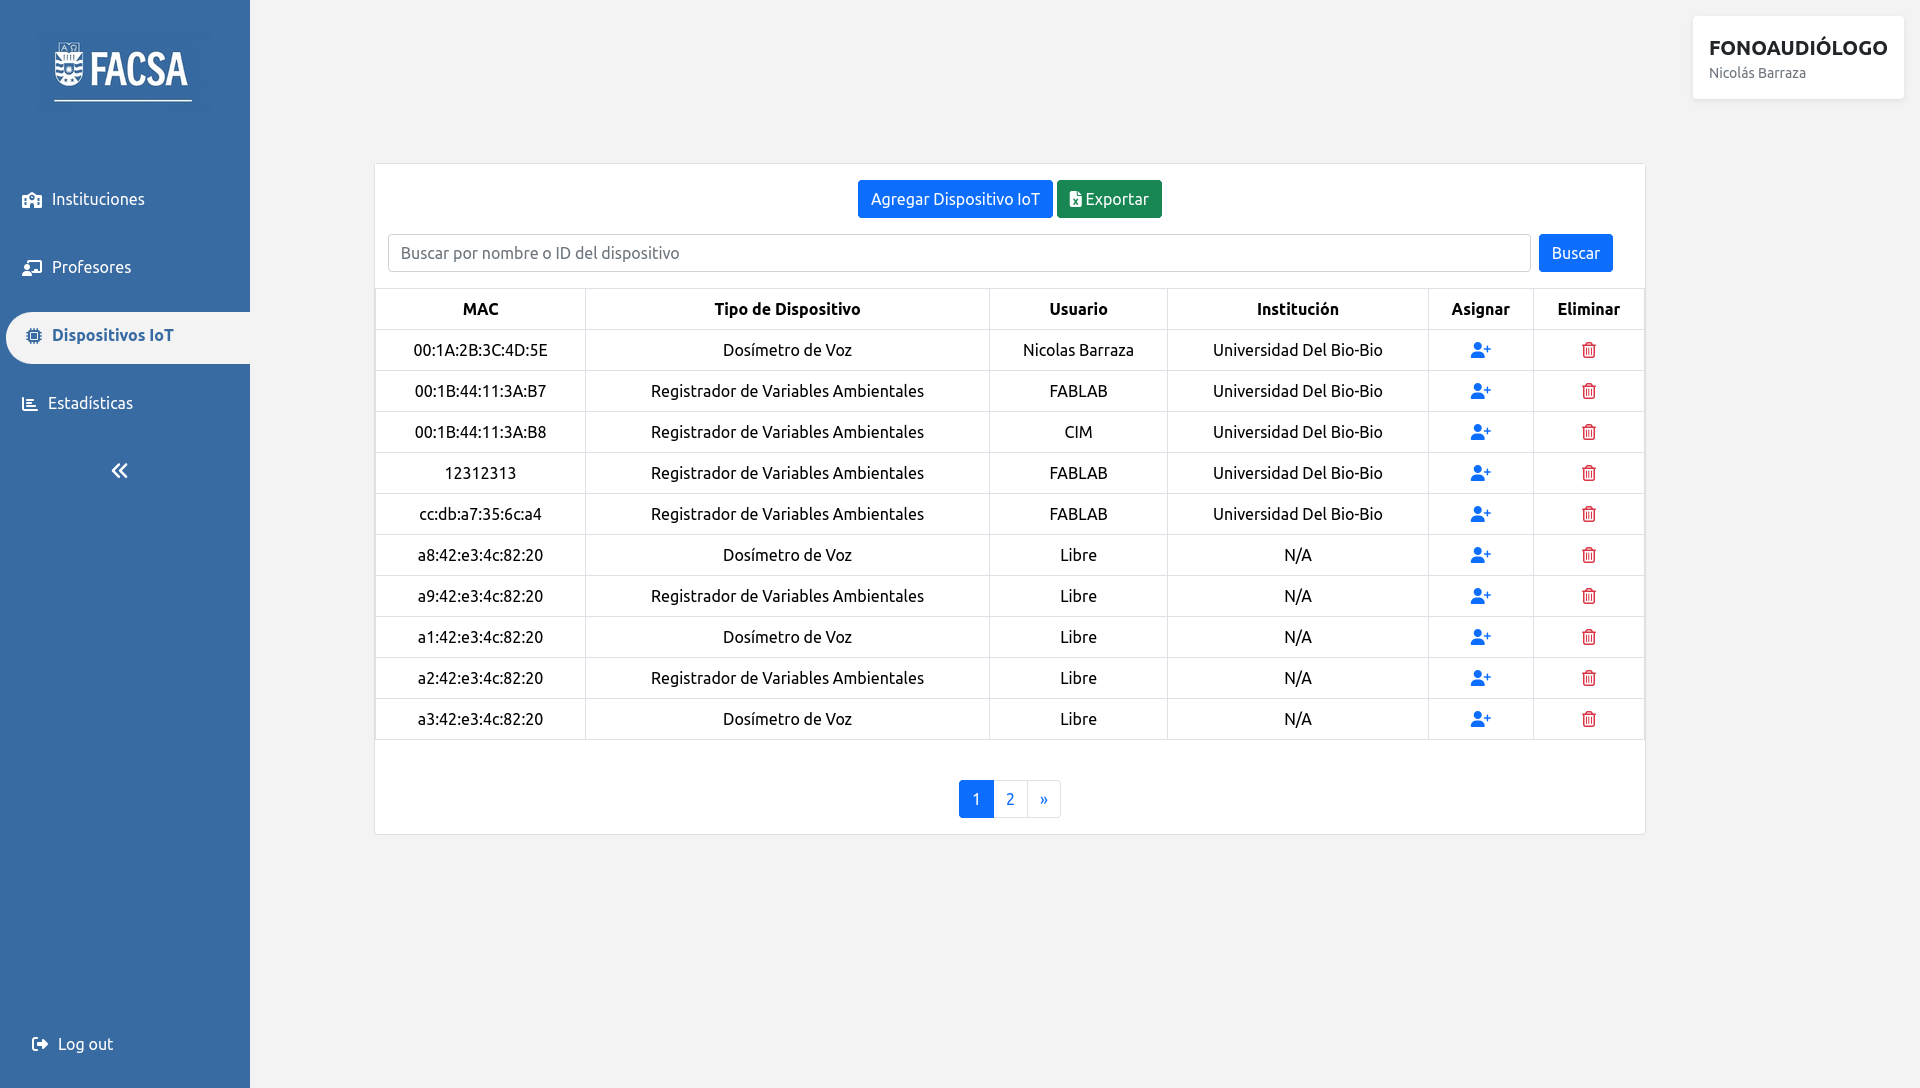 FACSA
FONOAUDIÓLOGO
Nicolás Barraza
Instituciones
Profesores
Dispositivos IoT
Estadísticas
Log out
Agregar Dispositivo IoT Exportar
Buscar por nombre o ID del dispositivo Buscar
MAC Tipo de Dispositivo Usuario Institución Asignar Eliminar
00:1A:2B:3C:4D:5E Dosímetro de Voz Nicolas Barraza Universidad Del Bio-Bio
00:1B:44:11:3A:B7 Registrador de Variables Ambientales FABLAB Universidad Del Bio-Bio
00:1B:44:11:3A:B8 Registrador de Variables Ambientales CIM Universidad Del Bio-Bio
12312313 Registrador de Variables Ambientales FABLAB Universidad Del Bio-Bio
cc:db:a7:35:6c:a4 Registrador de Variables Ambientales FABLAB Universidad Del Bio-Bio
a8:42:e3:4c:82:20 Dosímetro de Voz Libre N/A
a9:42:e3:4c:82:20 Registrador de Variables Ambientales Libre N/A
a1:42:e3:4c:82:20 Dosímetro de Voz Libre N/A
a2:42:e3:4c:82:20 Registrador de Variables Ambientales Libre N/A
a3:42:e3:4c:82:20 Dosímetro de Voz Libre N/A
1 2 »